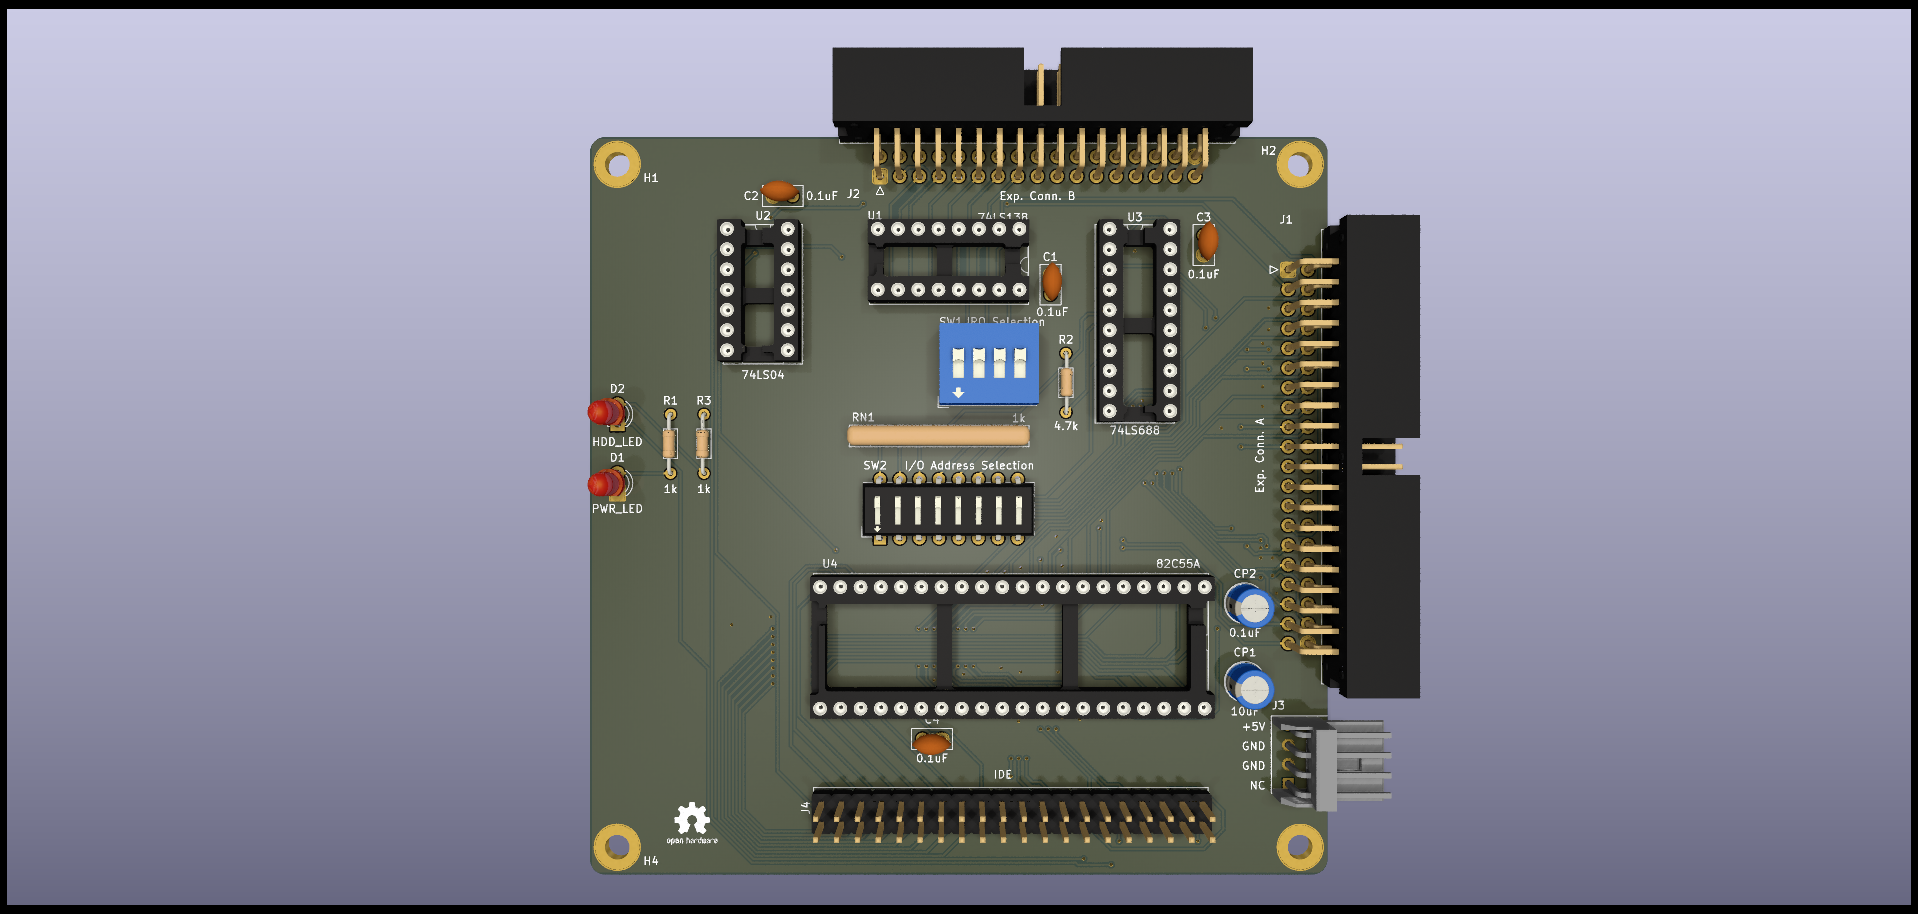 H2
H1
C2
0.1uF
J2
Exp. Conn. B
U2
U1
74LS138
U3
C3
J1
C1
0.1uF
0.1uF
SW1 IRQ Selection
R2
74LS04
D2
R1
R3
RN1
1k
4.7k
74LS688
HDD_LED
Exp. Conn. A
D1
SW2
I/O Address Selection
1k
1k
PWR_LED
U4
82C55A
CP2
0.1uF
CP1
10uF
J3
C4
+5V
GND
0.1uF
GND
IDE
NC
J4
open hardware
H4